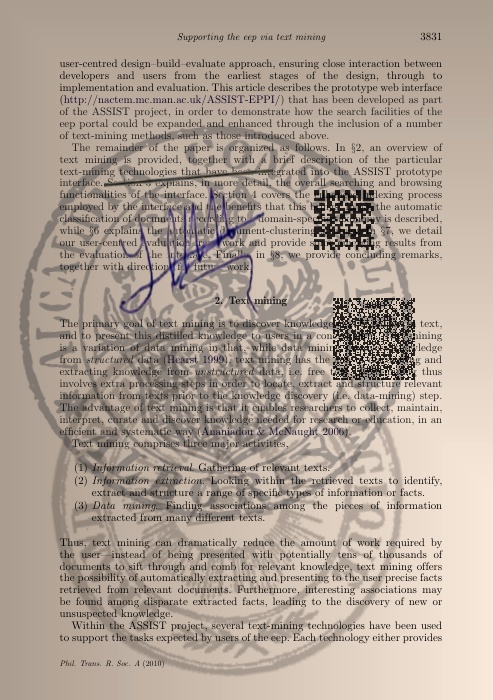 Supporting the eep via text mining 3831
user-centred design–build–evaluate approach, ensuring close interaction between
developers and users from the earliest stages of the design, through to
implementation and evaluation. This article describes the prototype web interface
(http://nactem.mc.man.ac.uk/ASSIST-EPPI/) that has been developed as part
of the ASSIST project, in order to demonstrate how the search facilities of the
eep portal could be expanded and enhanced through the inclusion of a number
of text-mining methods, such as those introduced above.
The remainder of the paper is organized as follows. In §2, an overview of
text mining is provided, together with a brief description of the particular
text-mining technologies that have been integrated into the ASSIST prototype
interface. Section 3 explains, in more detail, the overall searching and browsing
functionalities of the interface. Section 4 covers the indexing process
employed by the interface and the benefits that this the automatic
classification of documents according to domain-spec is described,
while §6 explains automatic document-clustering §7, we detail
our user-centred evaluation framework and provide results from
the evaluation of the interface. Finally, in §8, we provide concluding remarks,
together with directions for future work.
2. Text mining
The primary goal of text mining is to discover knowledge text,
and to present this distilled knowledge to users in a con mining
is a variation of data mining in that, while data mining ledge
from structured data (Hearst 1999), text mining has the g and
extracting knowledge from unstructured data, i.e. free thus
involves extra processing steps in order to locate, extract and structure relevant
information from texts prior to the knowledge discovery (i.e. data-mining) step.
The advantage of text mining is that it enables researchers to collect, maintain,
interpret, curate and discover knowledge needed for research or education, in an
efficient and systematic way (Ananiadou & McNaught 2006).
Text mining comprises three major activities.
(1) Information retrieval. Gathering of relevant texts.
(2) Information extraction. Looking within the retrieved texts to identify,
extract and structure a range of specific types of information or facts.
(3) Data mining. Finding associations among the pieces of information
extracted from many different texts.
Thus, text mining can dramatically reduce the amount of work required by
the user—instead of being presented with potentially tens of thousands of
documents to sift through and comb for relevant knowledge, text mining offers
the possibility of automatically extracting and presenting to the user precise facts
retrieved from relevant documents. Furthermore, interesting associations may
be found among disparate extracted facts, leading to the discovery of new or
unsuspected knowledge.
Within the ASSIST project, several text-mining technologies have been used
to support the tasks expected by users of the eep. Each technology either provides
Phil. Trans. R. Soc. A (2010)